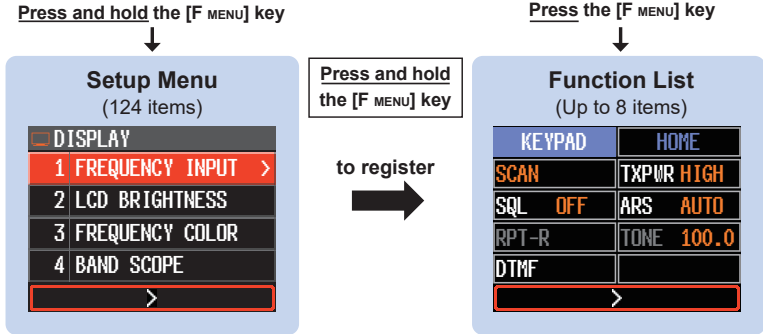 Press and hold the [F MENU] key
Press the [F MENU] key
Setup Menu
(124 items)
DISPLAY
1 FREQUENCY INPUT >
2 LCD BRIGHTNESS
3 FREQUENCY COLOR
4 BAND SCOPE
>
Press and hold
the [F MENU] key
to register
Function List
(Up to 8 items)
KEYPAD HOME
SCAN TXPWR HIGH
SQL OFF ARS AUTO
RPT-R TONE 100.0
DTMF
>